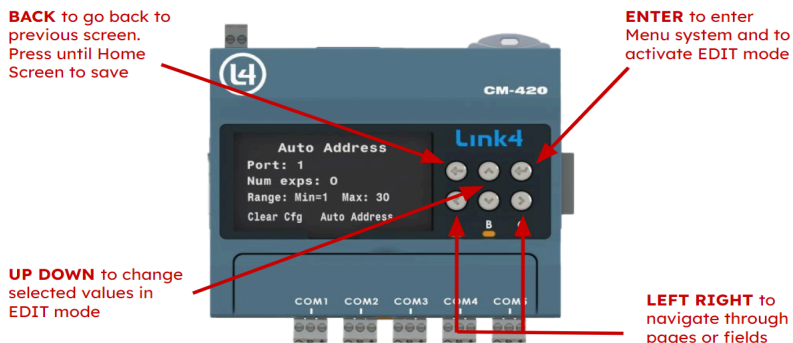 BACK to go back to
previous screen.
Press until Home
Screen to save
ENTER to enter
Menu system and to
activate EDIT mode
L4
CM-420
Link4
Auto Address
Port: 1
Num exps: 0
Range: Min=1 Max: 30
Clear Cfg Auto Address
B
UP DOWN to change
selected values in
EDIT mode
COM1 COM2 COM3 COM4 COM5
LEFT RIGHT to
navigate through
pages or fields